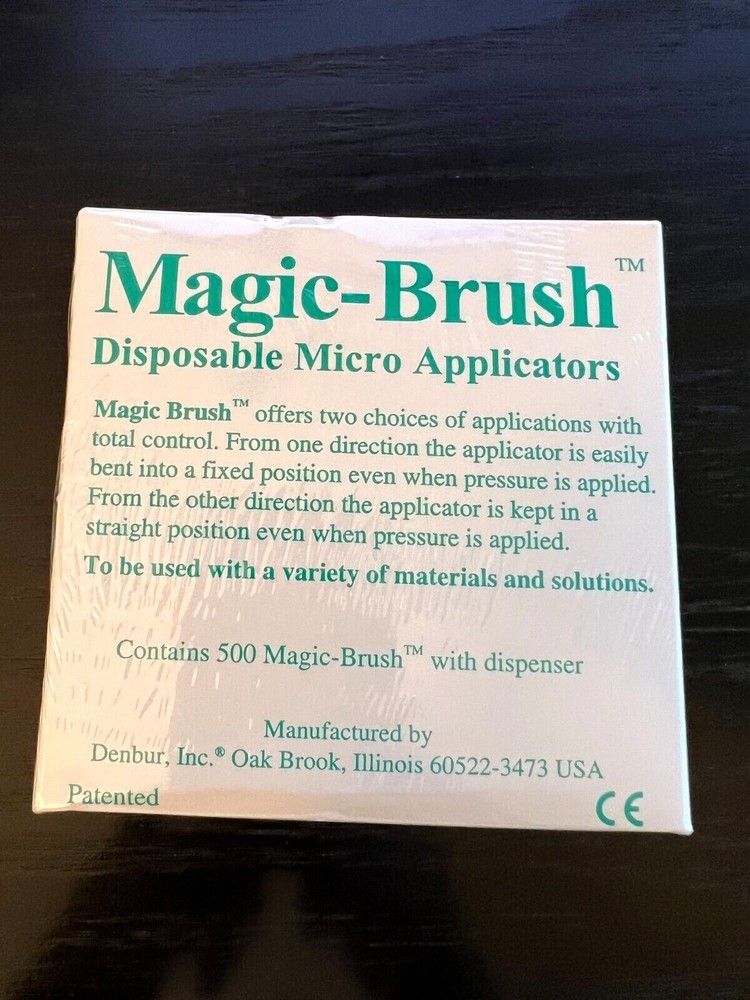 Magic-Brush™
Disposable Micro Applicators
Magic Brush™ offers two choices of applications with
total control. From one direction the applicator is easily
bent into a fixed position even when pressure is applied.
From the other direction the applicator is kept in a
straight position even when pressure is applied.
To be used with a variety of materials and solutions.
Contains 500 Magic-Brush™ with dispenser
Manufactured by
Denbur, Inc.® Oak Brook, Illinois 60522-3473 USA
Patented
CE